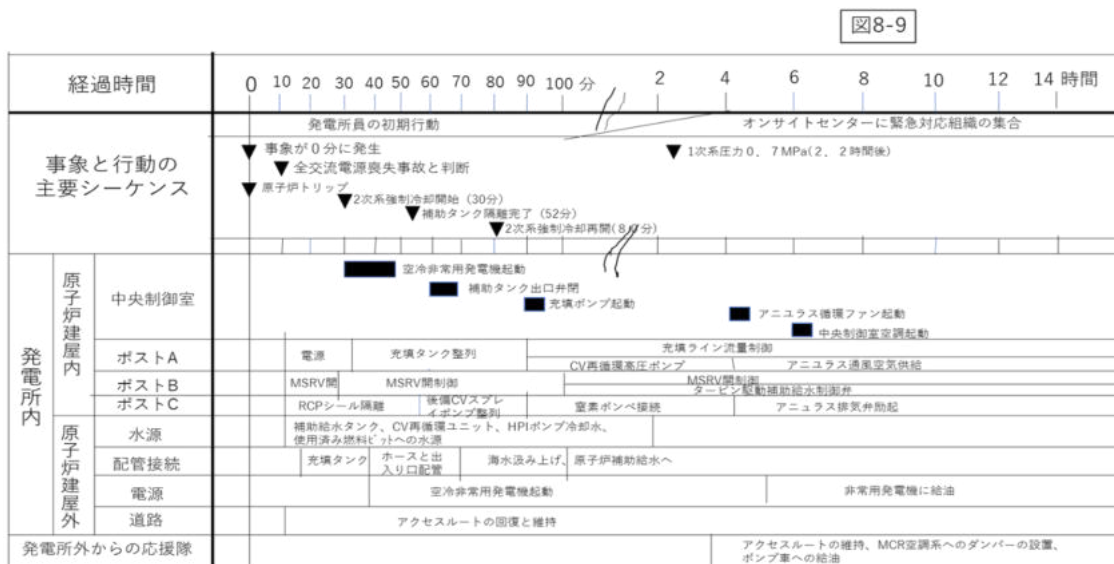 図8-9
経過時間
0 10 20 30 40 50 60 70 80 90 100 分 2 4 6 8 10 12 14 時間
発電所員の初期行動
オンサイトセンターに緊急対応組織の集合
事象と行動の
主要シーケンス
事象が0分に発生
1次系圧力0、7MPa(2、2時間後)
全交流電源喪失事故と判断
原子炉トリップ
2次系強制冷却開始(30分)
補助タンク隔離完了(52分)
2次系強制冷却再開(8
分)
発電所内
原子炉建屋内
中央制御室
空冷非常用発電機起動
補助タンク出口弁閉
充填ポンプ起動
アニュラス循環ファン起動
中央制御室空調起動
ポストA
電源
充填タンク整列
充填ライン流量制御
CV再循環高圧ポンプ
アニュラス通風空気供給
ポストB
MSRV開
MSRV開制御
MSRV開制御
タービン駆動補助給水制御弁
ポストC
RCPシール隔離
後備CVスプレ
イポンプ整列
窒素ボンベ接続
アニュラス排気弁励起
原子炉建屋外
水源
補助給水タンク、CV再循環ユニット、HPIポンプ冷却水、
使用済み燃料ピットへの水源
配管接続
充填タンク
ホースと出
入り口配管
海水汲み上げ、原子炉補助給水へ
電源
空冷非常用発電機起動
非常用発電機に給油
道路
アクセスルートの回復と維持
発電所外からの応援隊
アクセスルートの維持、MCR空調系へのダンパーの設置、
ポンプ車への給油